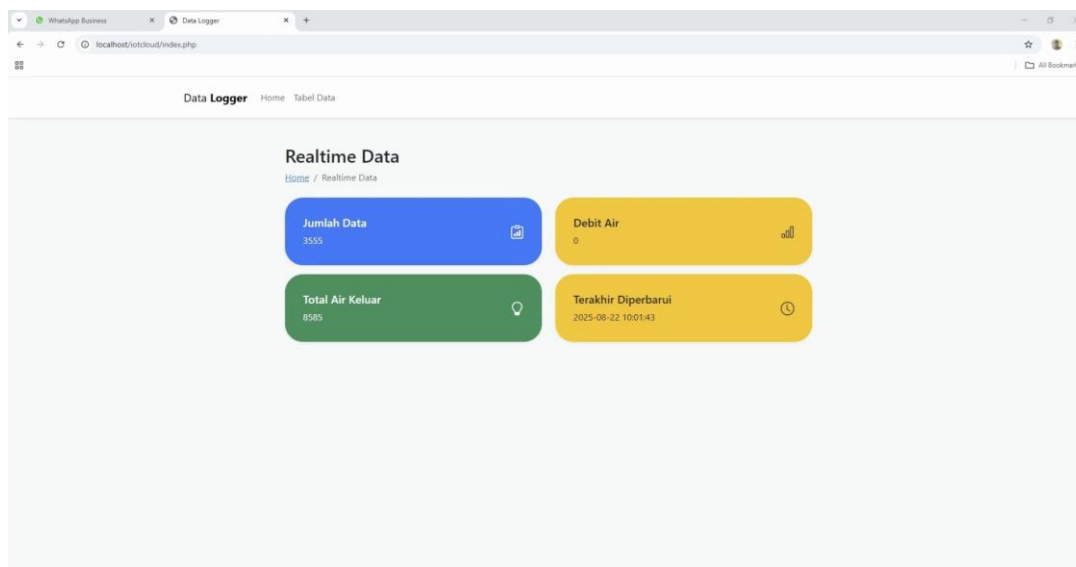 WhatsApp Business
Data Logger
localhost/iotcloud/index.php
All Bookmar
Data Logger Home Tabel Data
Realtime Data
Home / Realtime Data
Jumlah Data
3555
Debit Air
0
Total Air Keluar
8585
Terakhir Diperbarui
2025-08-22 10:01:43